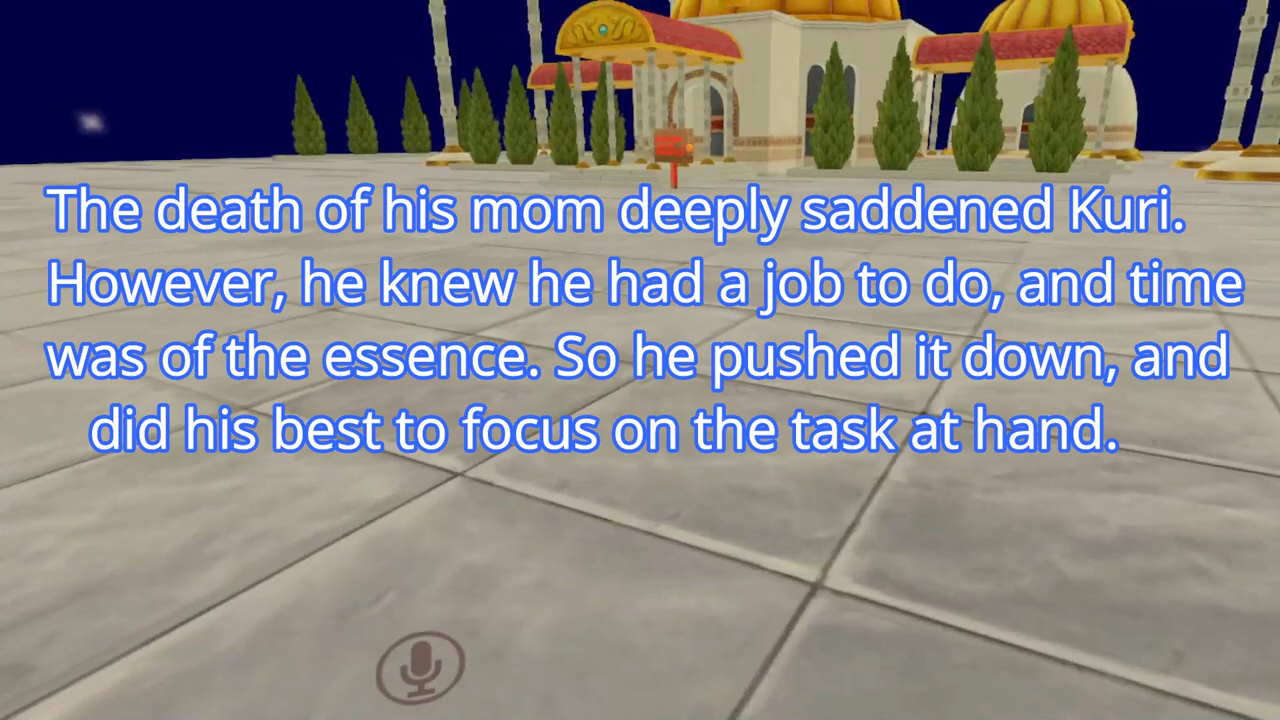 The death of his mom deeply saddened Kuri.
However, he knew he had a job to do, and time
was of the essence. So he pushed it down, and
did his best to focus on the task at hand.